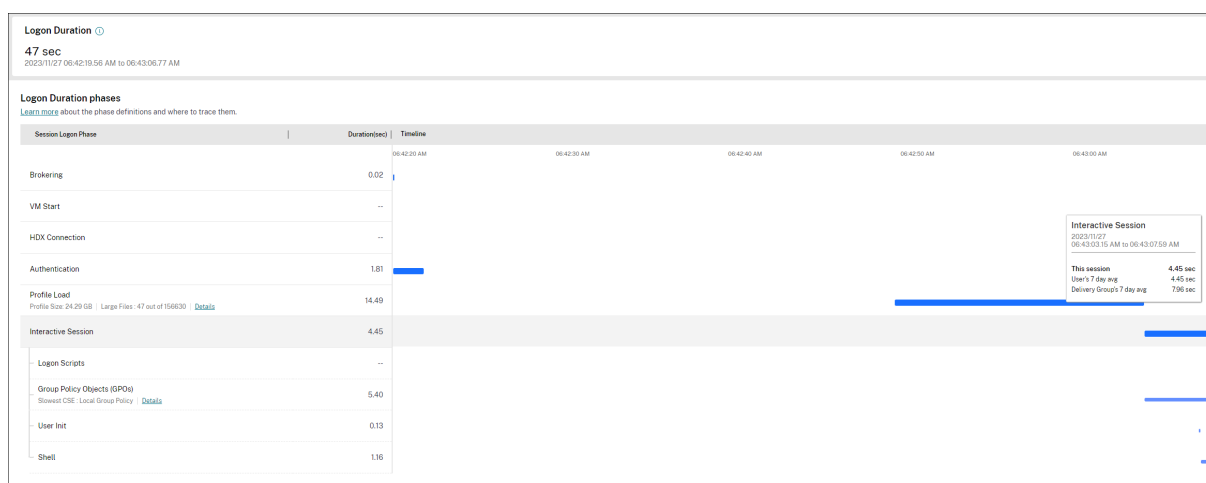 Logon Duration
47 sec
2023/11/27 06:42:19.56 AM to 06:43:06.77 AM
Logon Duration phases
Learn more about the phase definitions and where to trace them.
Session Logon Phase | Duration(sec) | Timeline
06:42:20 AM 06:42:30 AM 06:42:40 AM 06:42:50 AM 06:43:00 AM
Brokering 0.02
VM Start --
HDX Connection --
Authentication 1.81
Profile Load 14.49
Profile Size: 24.29 GB | Large Files : 47 out of 156630 | Details
Interactive Session 4.45
Logon Scripts --
Group Policy Objects (GPOs) 5.40
Slowest CSE : Local Group Policy | Details
User Init 0.13
Shell 1.16
Interactive Session
2023/11/27
06:43:03.15 AM to 06:43:07.59 AM
This session 4.45 sec
User's 7 day avg 4.45 sec
Delivery Group's 7 day avg 7.96 sec